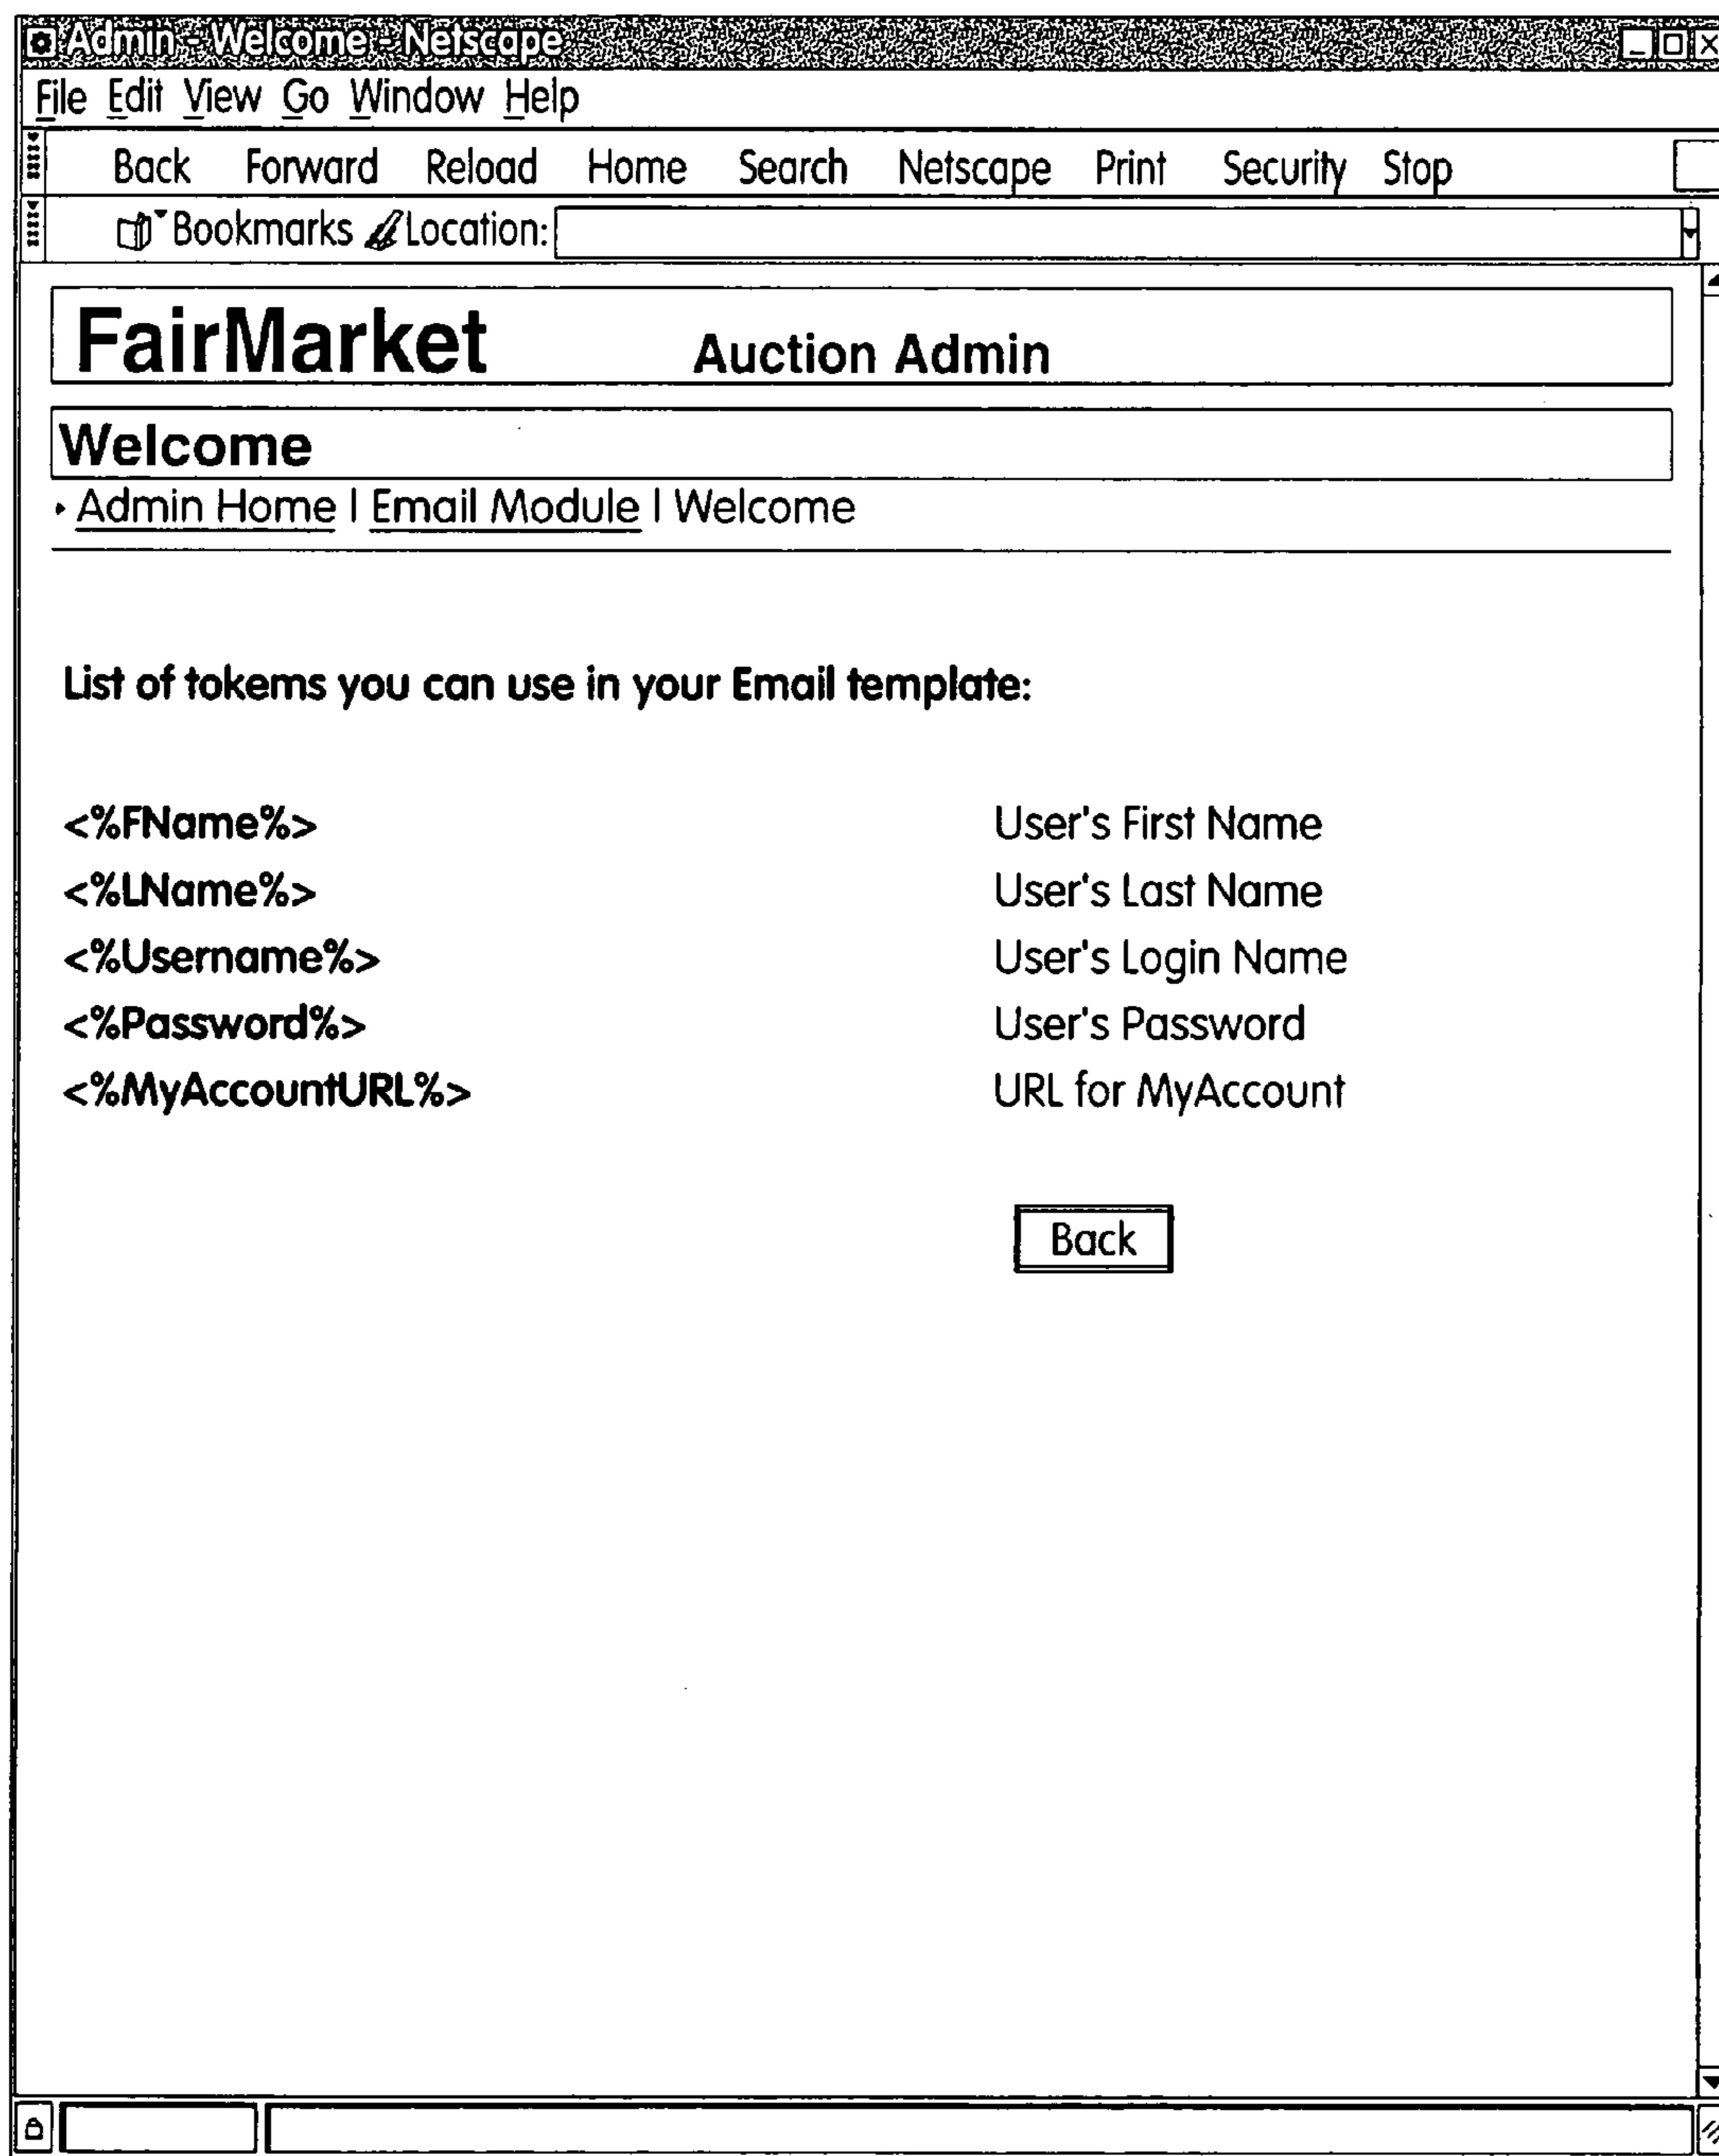 Admin - Welcome - Netscape
File Edit View Go Window Help
Back Forward Reload Home Search Netscape Print Security Stop
Bookmarks Location:
FairMarket Auction Admin
Welcome
Admin Home | Email Module | Welcome
List of tokems you can use in your Email template:
<%FName%> User's First Name
<%LName%> User's Last Name
<%Username%> User's Login Name
<%Password%> User's Password
<%MyAccountURL%> URL for MyAccount
Back